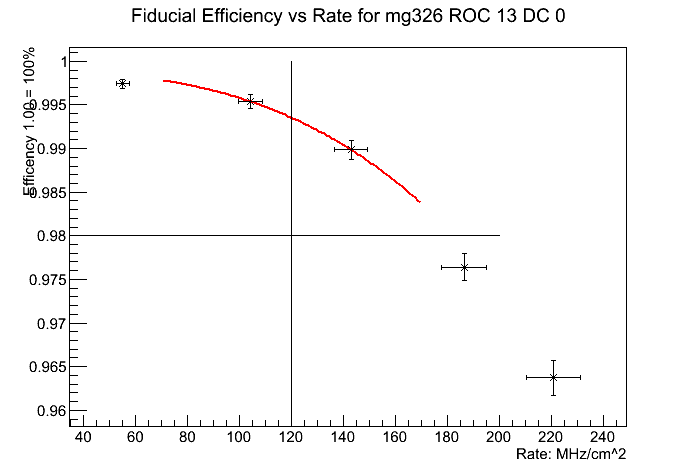 Fiducial Efficiency vs Rate for mg326 ROC 13 DC 0
Efficency 1.00 = 100%
1
0.995
0.99
0.985
0.98
0.975
0.97
0.965
0.96
40 60 80 100 120 140 160 180 200 220 240
Rate: MHz/cm^2